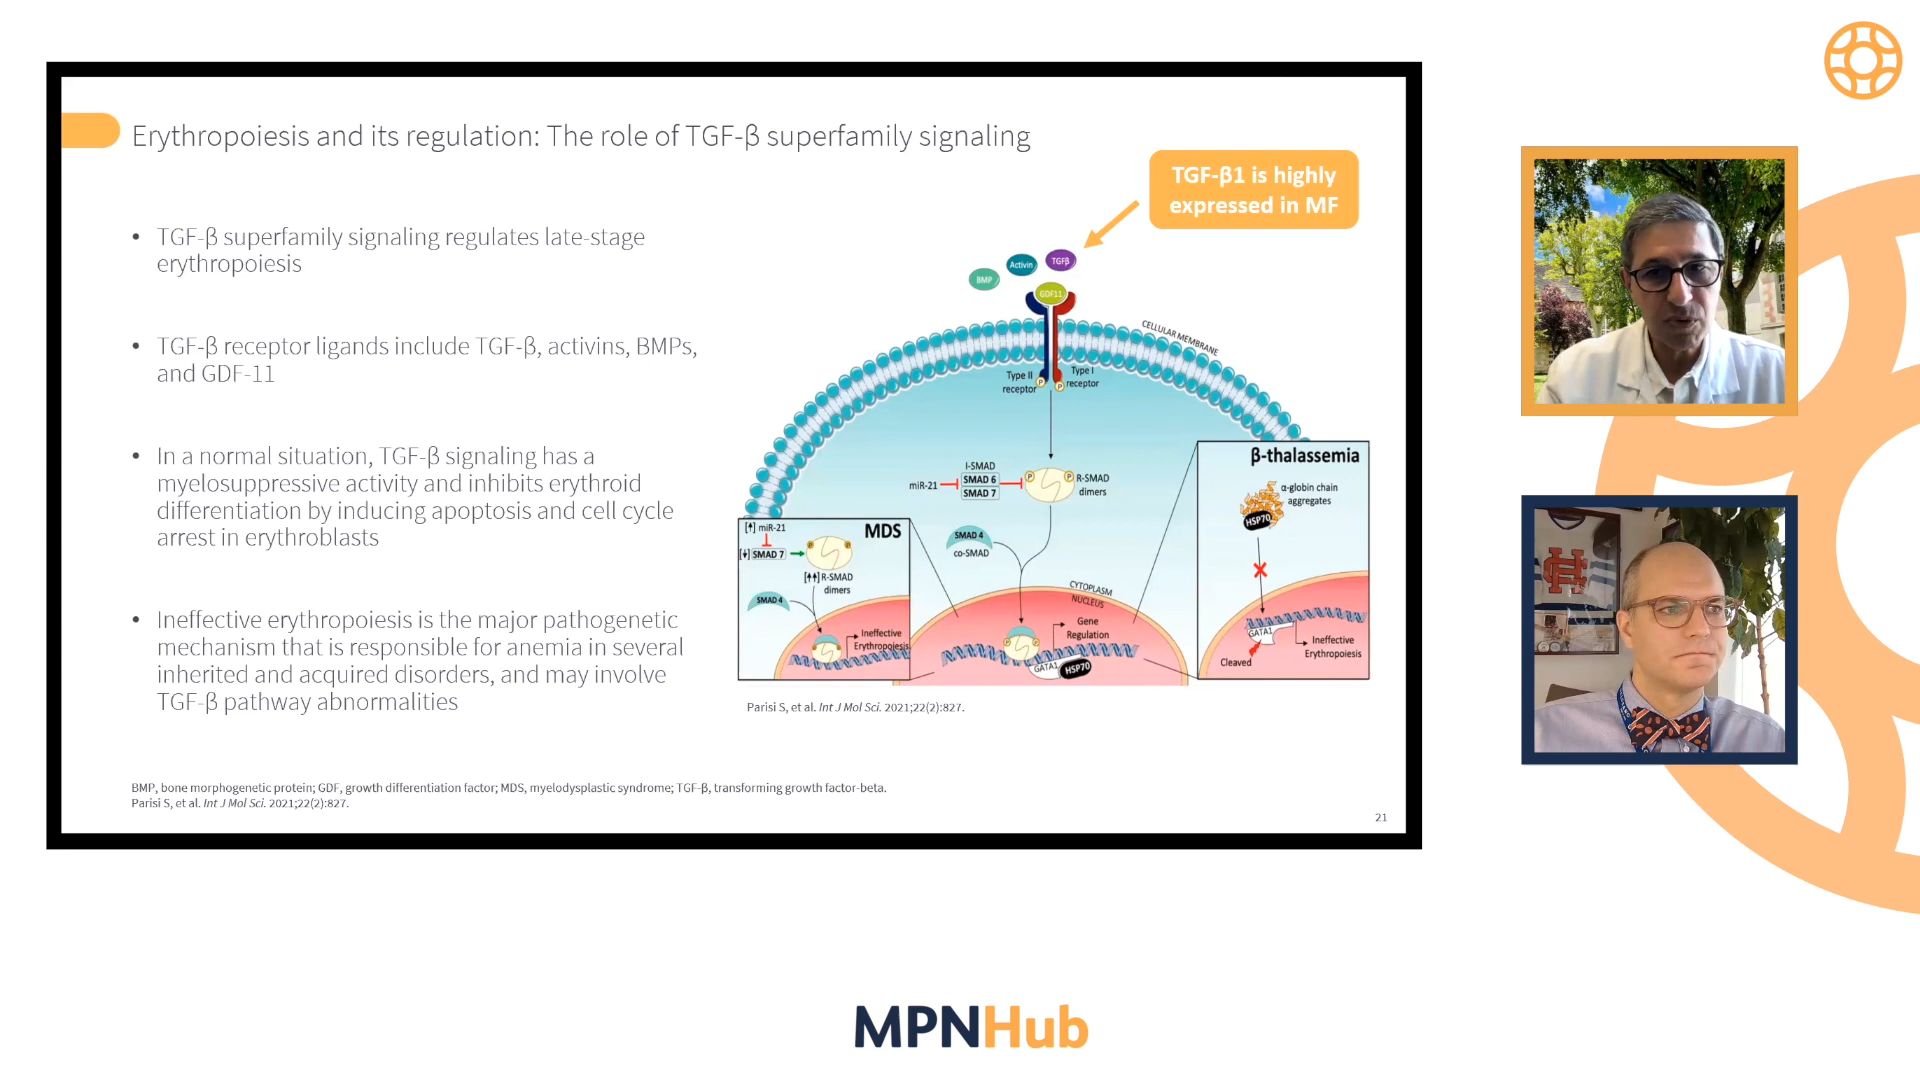 Erythropoiesis and its regulation: The role of TGF-β superfamily signaling
TGF-β1 is highly
expressed in MF
• TGF-β superfamily signaling regulates late-stage
erythropoiesis
• TGF-β receptor ligands include TGF-β, activins, BMPs,
and GDF-11
• In a normal situation, TGF-β signaling has a
myelosuppressive activity and inhibits erythroid
differentiation by inducing apoptosis and cell cycle
arrest in erythroblasts
• Ineffective erythropoiesis is the major pathogenetic
mechanism that is responsible for anemia in several
inherited and acquired disorders, and may involve
TGF-β pathway abnormalities
BMP
Activin
TGFβ
GDF11
CELLULAR MEMBRANE
Type II
receptor
P
P
Type I
receptor
miR-21
I-SMAD
SMAD 6
SMAD 7
P
P
R-SMAD
dimers
SMAD 4
co-SMAD
CYTOPLASM
NUCLEUS
Gene
Regulation
GATA1
HSP70
MDS
[↑] miR-21
[↓] SMAD 7
[↑↑] R-SMAD
dimers
SMAD 4
Ineffective
Erythropoiesis
β-thalassemia
α-globin chain
aggregates
HSP70
GATA1
Cleaved
Ineffective
Erythropoiesis
Parisi S, et al. Int J Mol Sci. 2021;22(2):827.
BMP, bone morphogenetic protein; GDF, growth differentiation factor; MDS, myelodysplastic syndrome; TGF-β, transforming growth factor-beta.
Parisi S, et al. Int J Mol Sci. 2021;22(2):827.
21
MPNHub